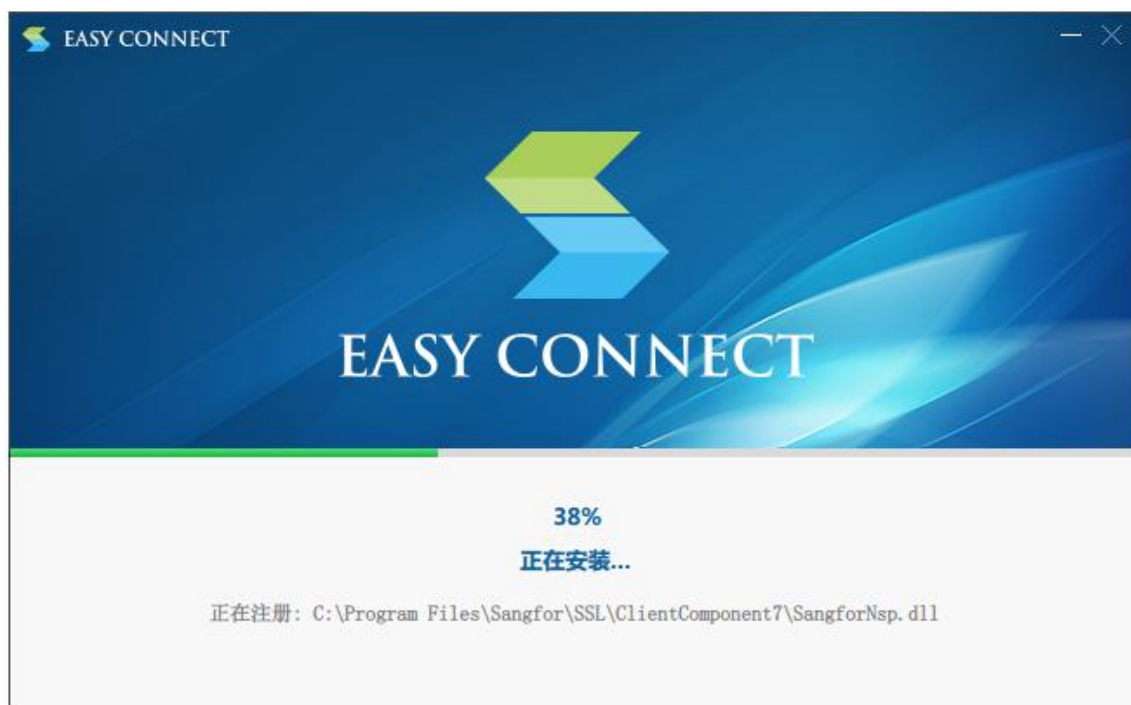 EASY CONNECT
EASY CONNECT
38%
正在安装...
正在注册: C:\Program Files\Sangfor\SSL\ClientComponent7\SangforNsp.dll